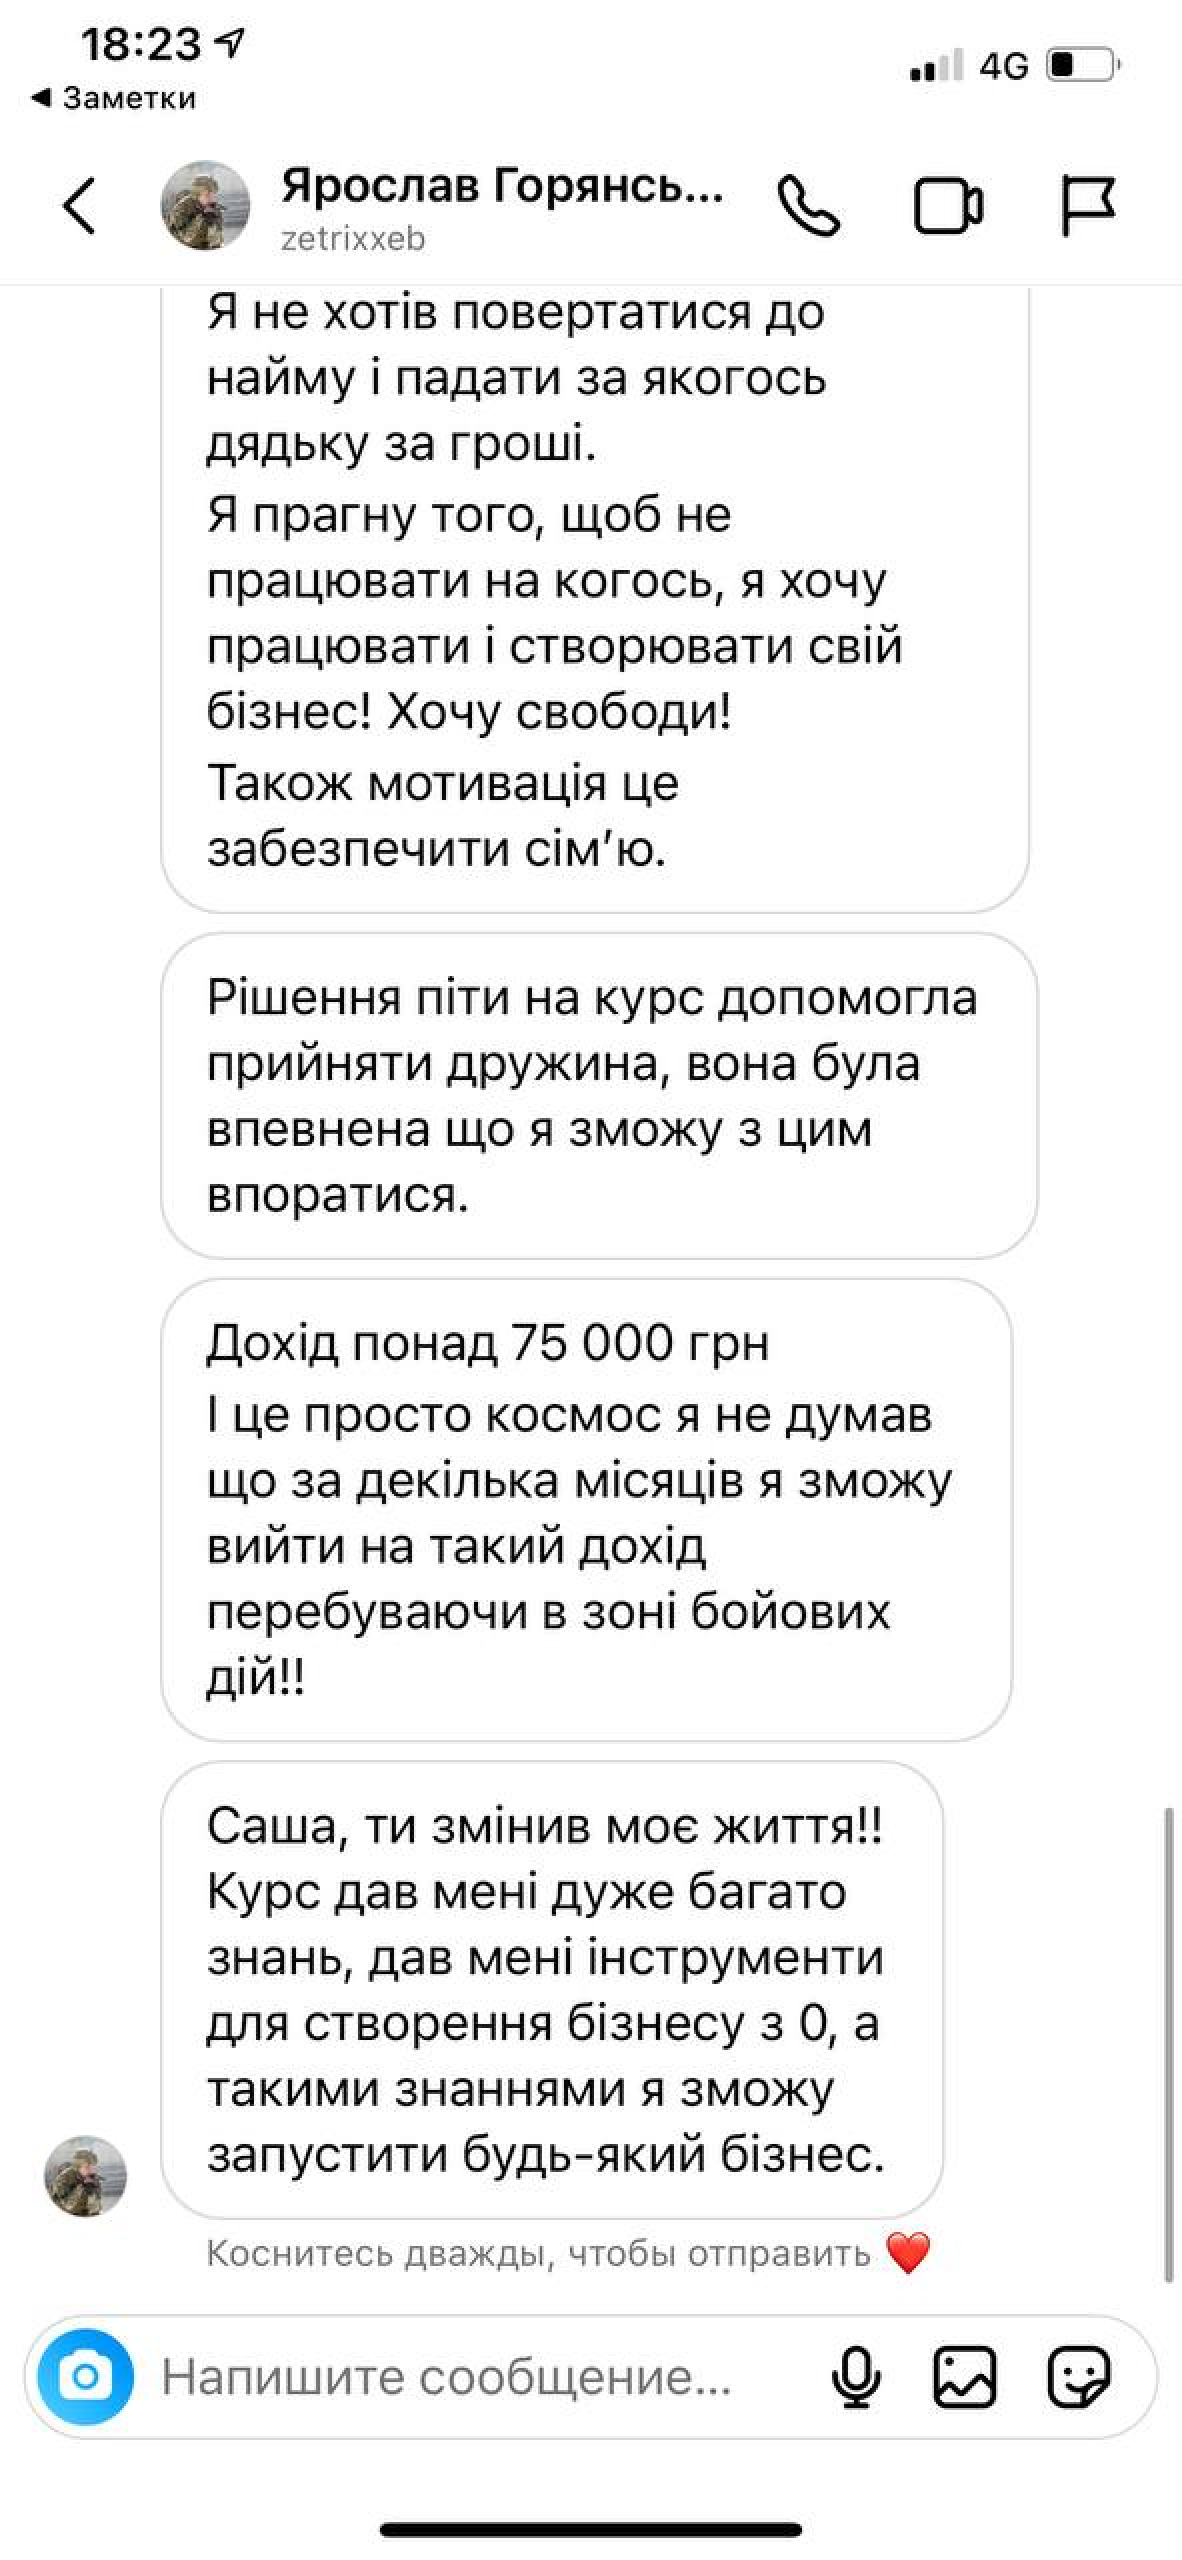 18:23
4G
◀ Заметки
Ярослав Горянсь...
zetrixxeb
Я не хотів повертатися до
найму і падати за якогось
дядьку за гроші.
Я прагну того, щоб не
працювати на когось, я хочу
працювати і створювати свій
бізнес! Хочу свободи!
Також мотивація це
забезпечити сім’ю.
Рішення піти на курс допомогла
прийняти дружина, вона була
впевнена що я зможу з цим
впоратися.
Дохід понад 75 000 грн
І це просто космос я не думав
що за декілька місяців я зможу
вийти на такий дохід
перебуваючи в зоні бойових
дій!!
Саша, ти змінив моє життя!!
Курс дав мені дуже багато
знань, дав мені інструменти
для створення бізнесу з 0, а
такими знаннями я зможу
запустити будь-який бізнес.
Коснитесь дважды, чтобы отправить ❤️
Напишите сообщение...